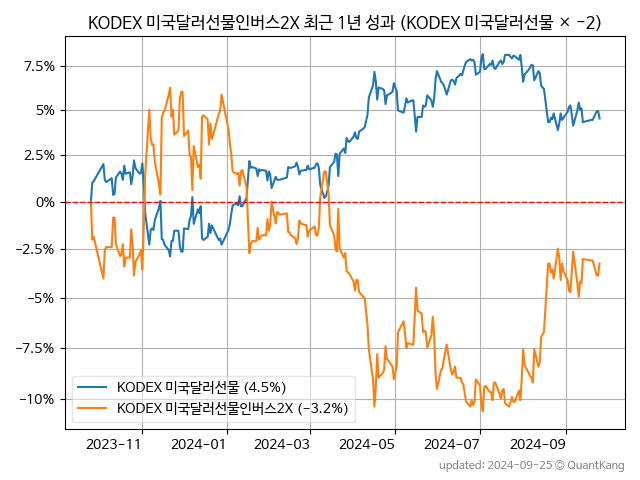 KODEX 미국달러선물인버스2X 최근 1년 성과 (KODEX 미국달러선물 × −2)
7.5%
5%
2.5%
0%
−2.5%
−5%
−7.5%
−10%
KODEX 미국달러선물 (4.5%)
KODEX 미국달러선물인버스2X (−3.2%)
2023-11 2024-01 2024-03 2024-05 2024-07 2024-09
updated: 2024-09-25 © QuantKang